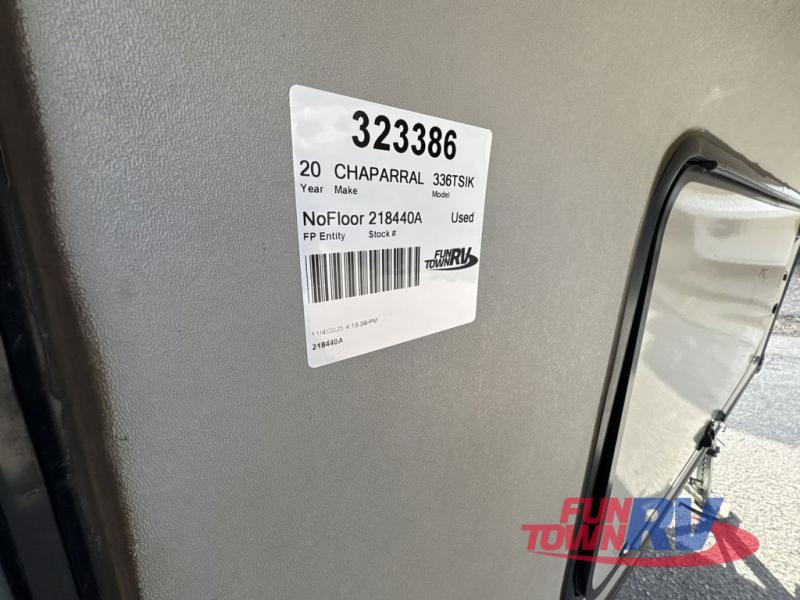 323386
20 CHAPARRAL 336TSIK
Year Make Model
NoFloor 218440A Used
FP Entity Stock #
FUN TOWN RV
11/4/2025 4:19:59 PM
218440A
FUN TOWN RV